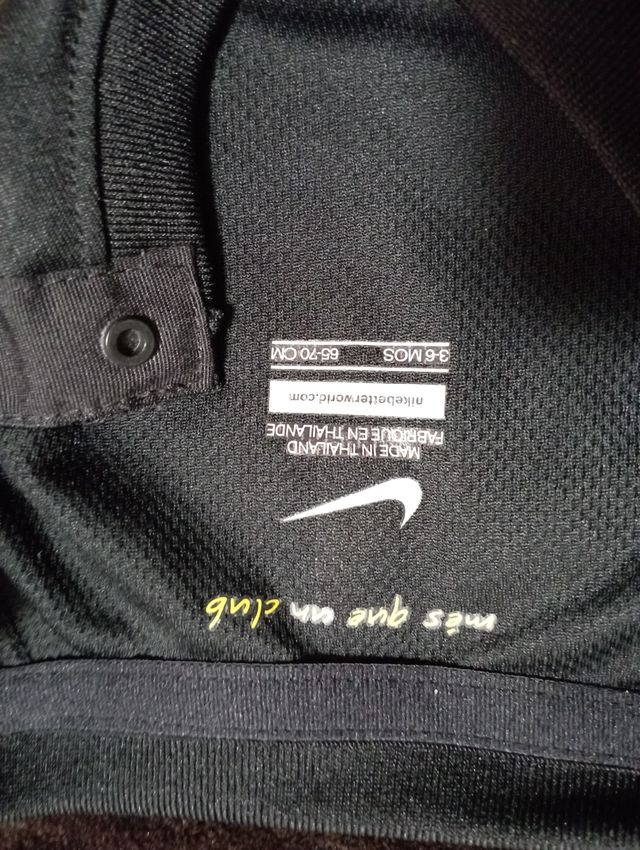 més que un club
MADE IN THAILAND
FABRIQUE EN THAILANDE
nikebetterworld.com
3-6 MOS 65-70 CM